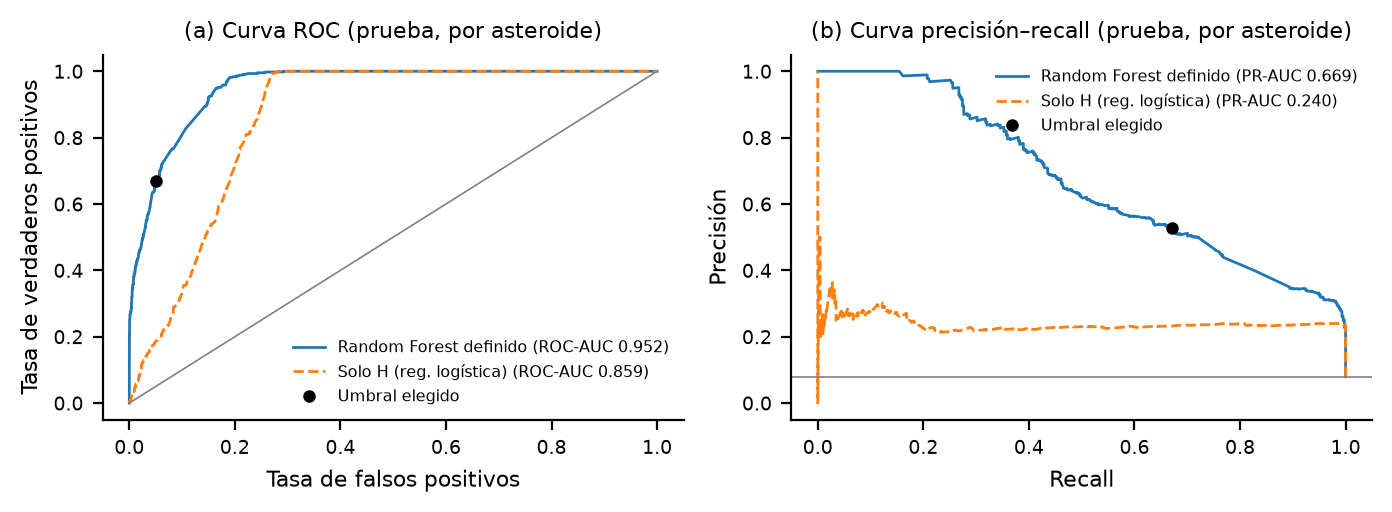 (a) Curva ROC (prueba, por asteroide)
Tasa de verdaderos positivos
1.0
0.8
0.6
0.4
0.2
0.0
Random Forest definido (ROC-AUC 0.952)
Solo H (reg. logística) (ROC-AUC 0.859)
Umbral elegido
0.0 0.2 0.4 0.6 0.8 1.0
Tasa de falsos positivos
(b) Curva precisión–recall (prueba, por asteroide)
Precisión
1.0
0.8
0.6
0.4
0.2
0.0
Random Forest definido (PR-AUC 0.669)
Solo H (reg. logística) (PR-AUC 0.240)
Umbral elegido
0.0 0.2 0.4 0.6 0.8 1.0
Recall